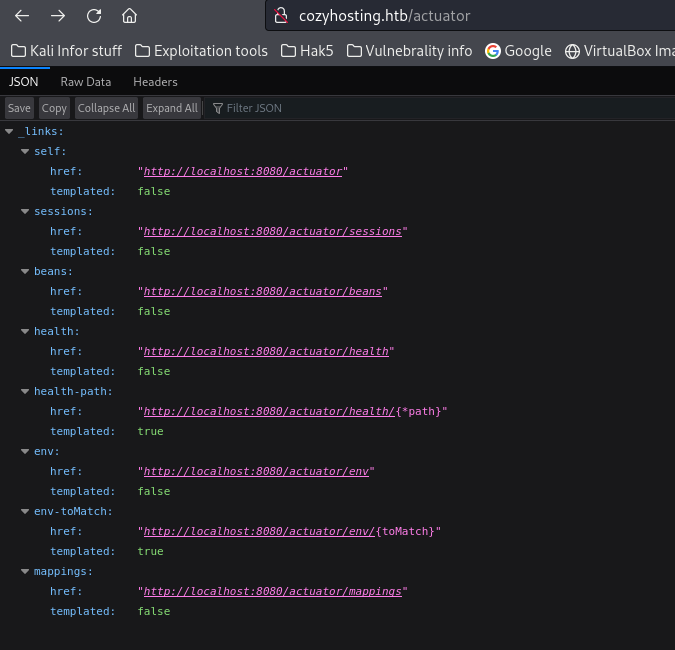 cozyhosting.htb/actuator
Kali Infor stuff Exploitation tools Hak5 Vulnebrality info Google VirtualBox Ima
JSON Raw Data Headers
Save Copy Collapse All Expand All Filter JSON
_links:
self:
href: "http://localhost:8080/actuator"
templated: false
sessions:
href: "http://localhost:8080/actuator/sessions"
templated: false
beans:
href: "http://localhost:8080/actuator/beans"
templated: false
health:
href: "http://localhost:8080/actuator/health"
templated: false
health-path:
href: "http://localhost:8080/actuator/health/{*path}"
templated: true
env:
href: "http://localhost:8080/actuator/env"
templated: false
env-toMatch:
href: "http://localhost:8080/actuator/env/{toMatch}"
templated: true
mappings:
href: "http://localhost:8080/actuator/mappings"
templated: false